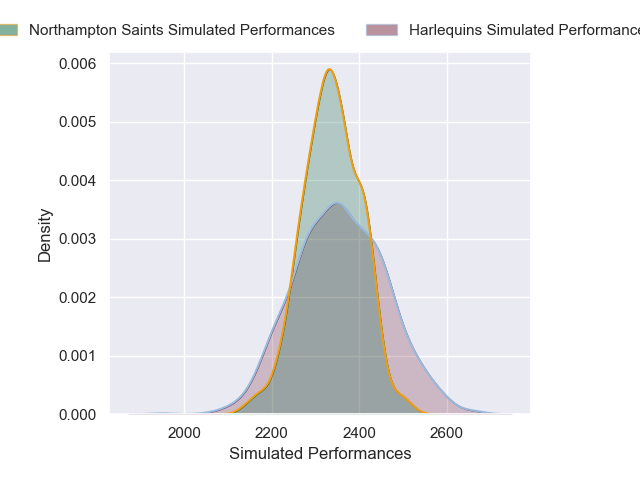 Northampton Saints Simulated Performances
Harlequins Simulated Performance
0.006
0.005
0.004
0.003
0.002
0.001
0.000
Density
2000 2200 2400 2600
Simulated Performances